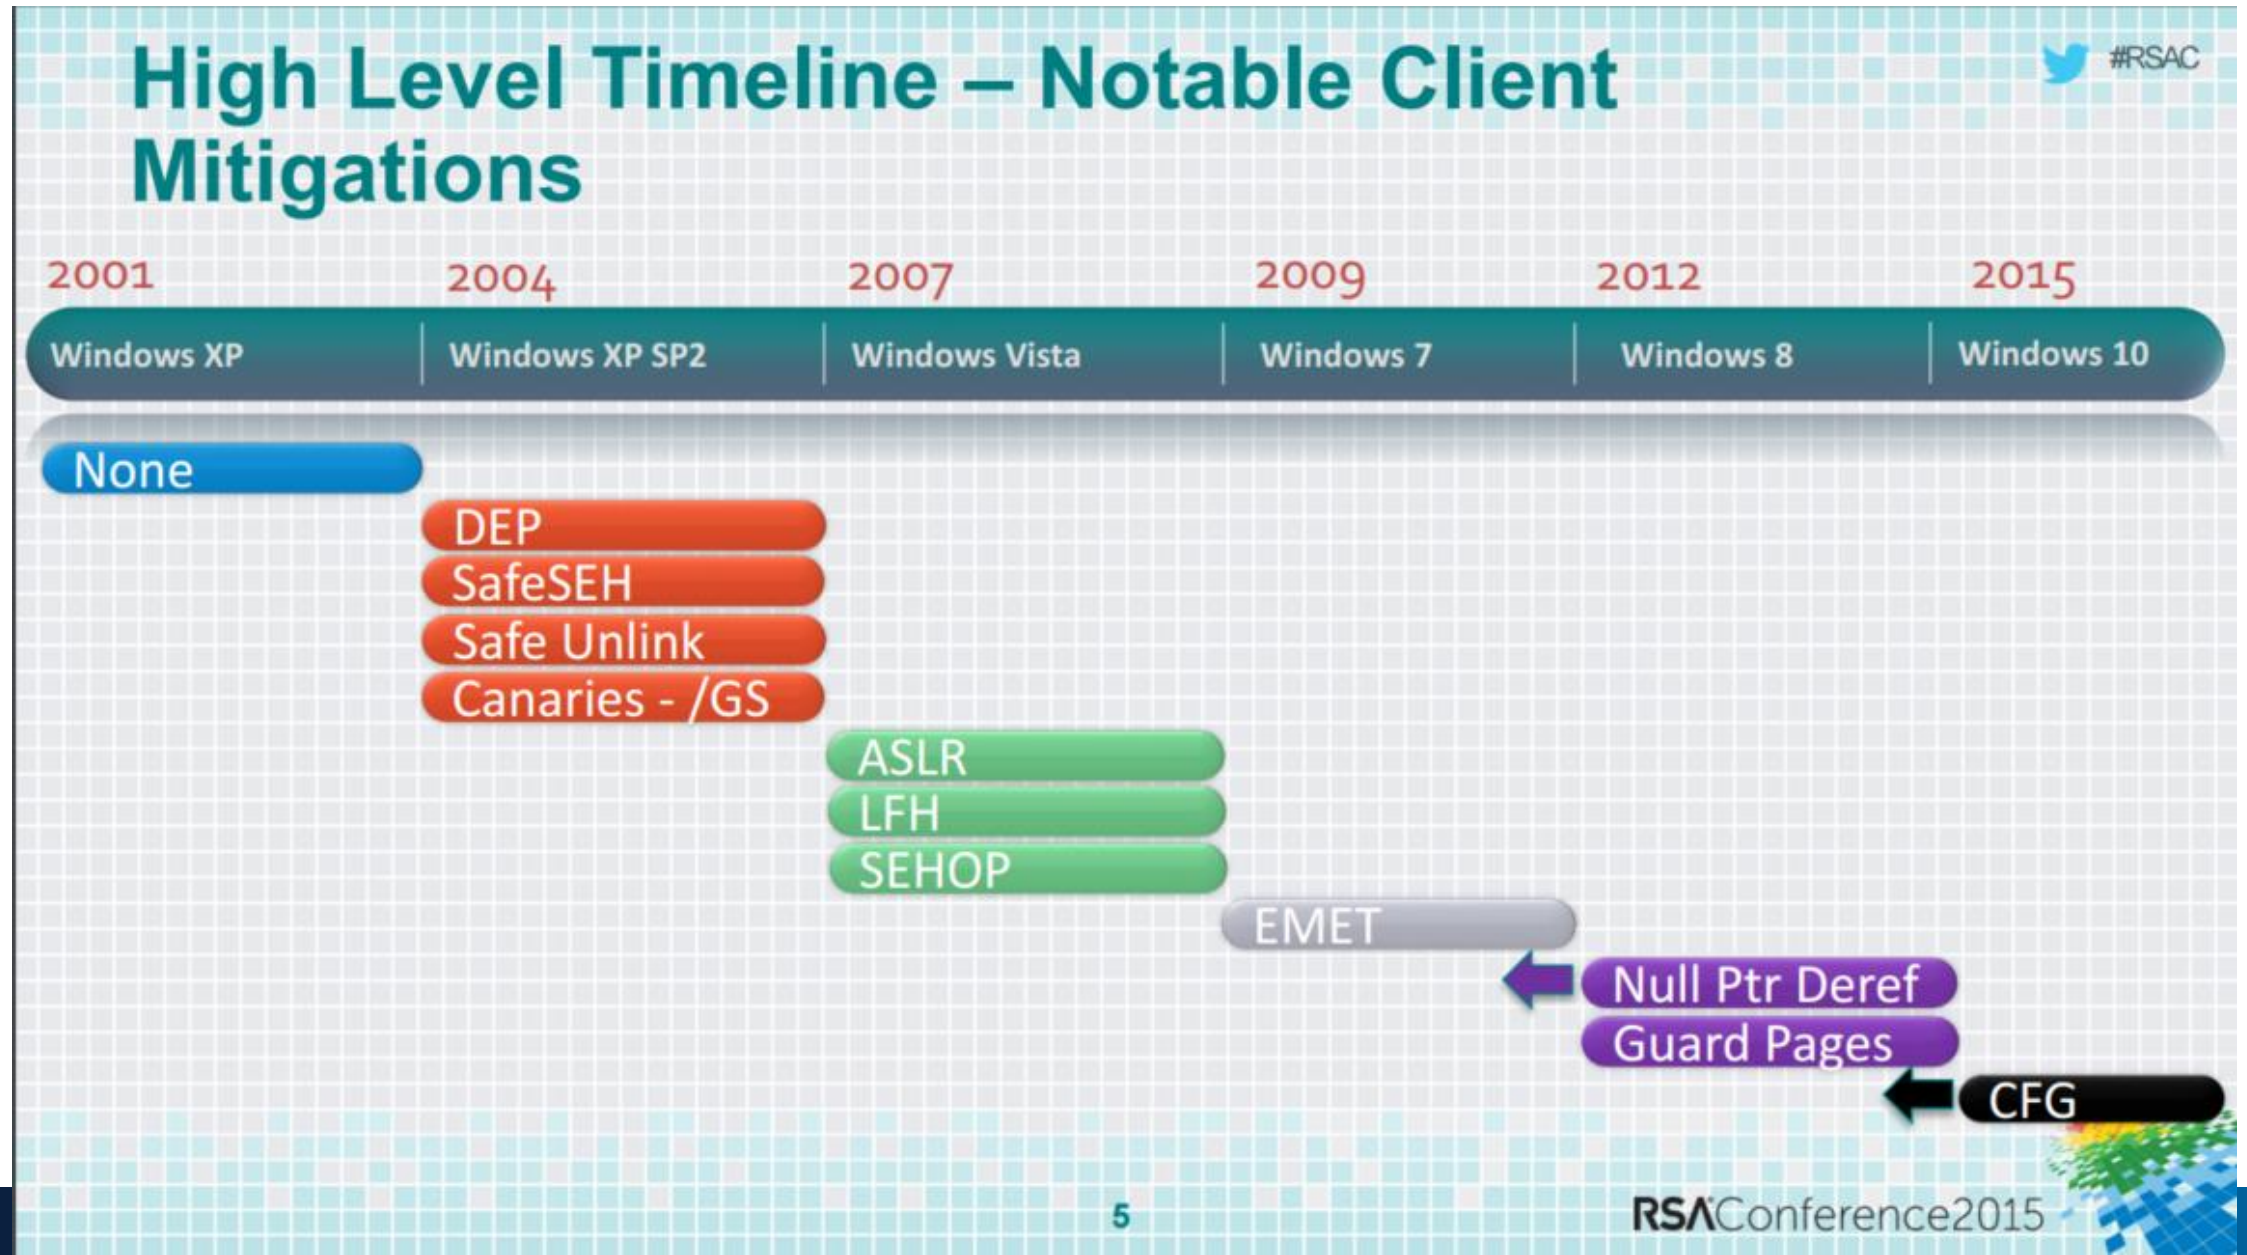 High Level Timeline – Notable Client
Mitigations
#RSAC
2001
2004
2007
2009
2012
2015
Windows XP
Windows XP SP2
Windows Vista
Windows 7
Windows 8
Windows 10
None
DEP
SafeSEH
Safe Unlink
Canaries - /GS
ASLR
LFH
SEHOP
EMET
Null Ptr Deref
Guard Pages
CFG
5
RSAConference2015